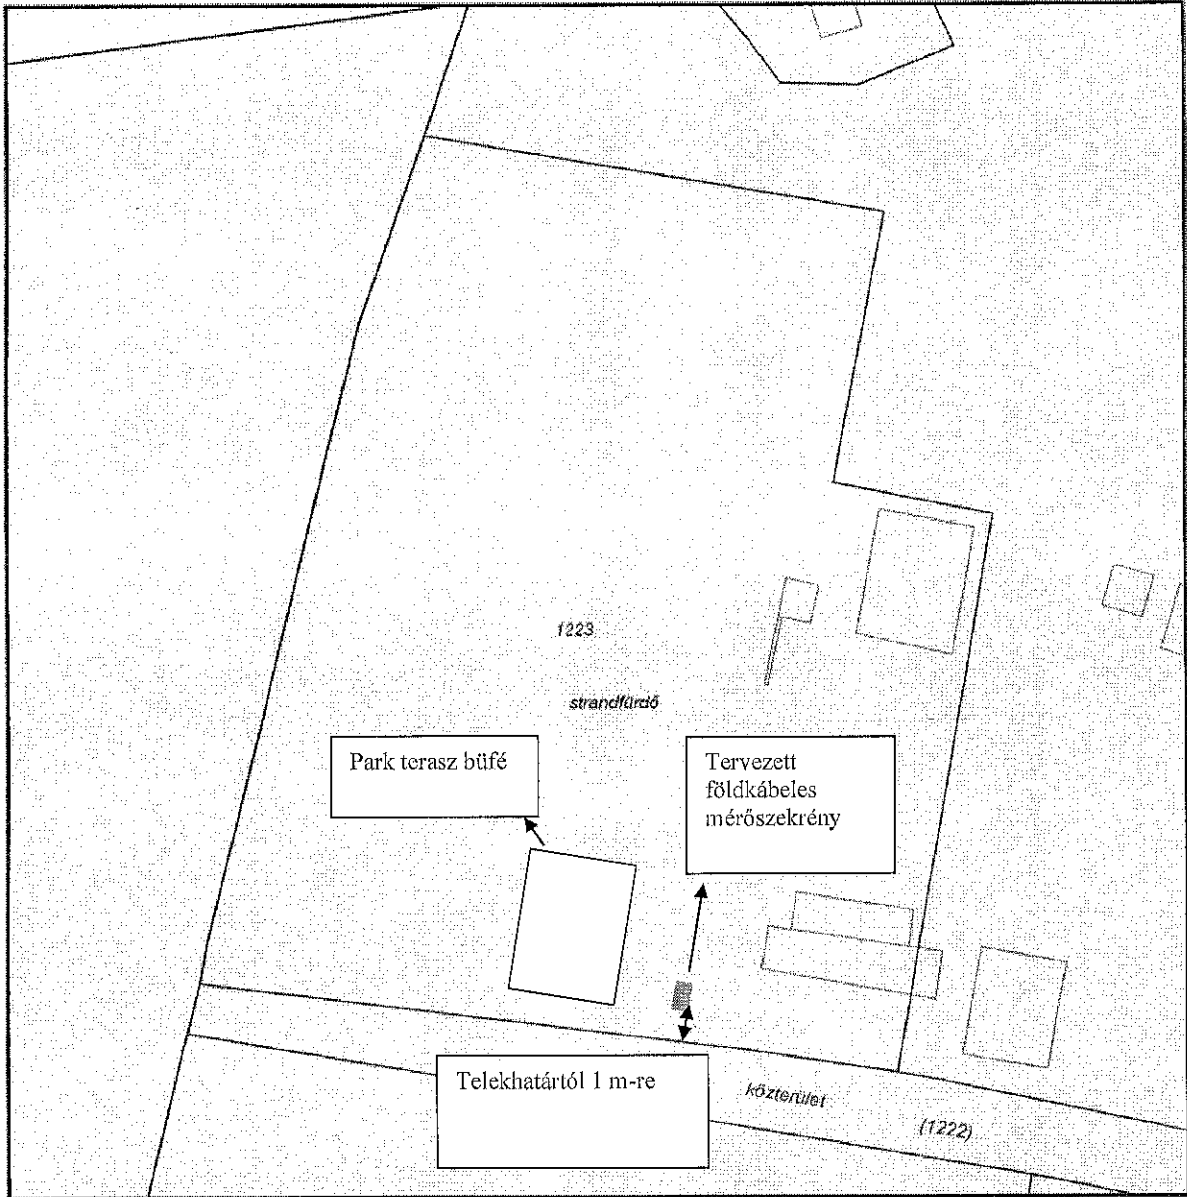 1223
strandfürdő
Park terasz büfé
Tervezett
földkábeles
mérőszekrény
Telekhatártól 1 m-re
közterület
(1222)